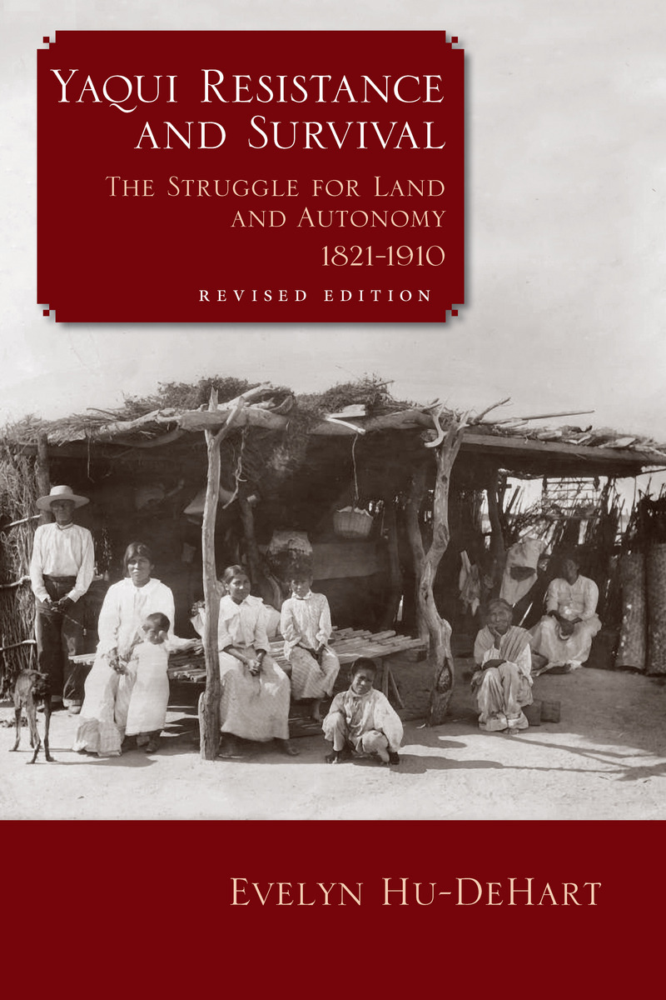 Yaqui Resistance
and Survival
The Struggle for Land
and Autonomy
1821–1910
REVISED EDITION
Evelyn Hu-DeHart